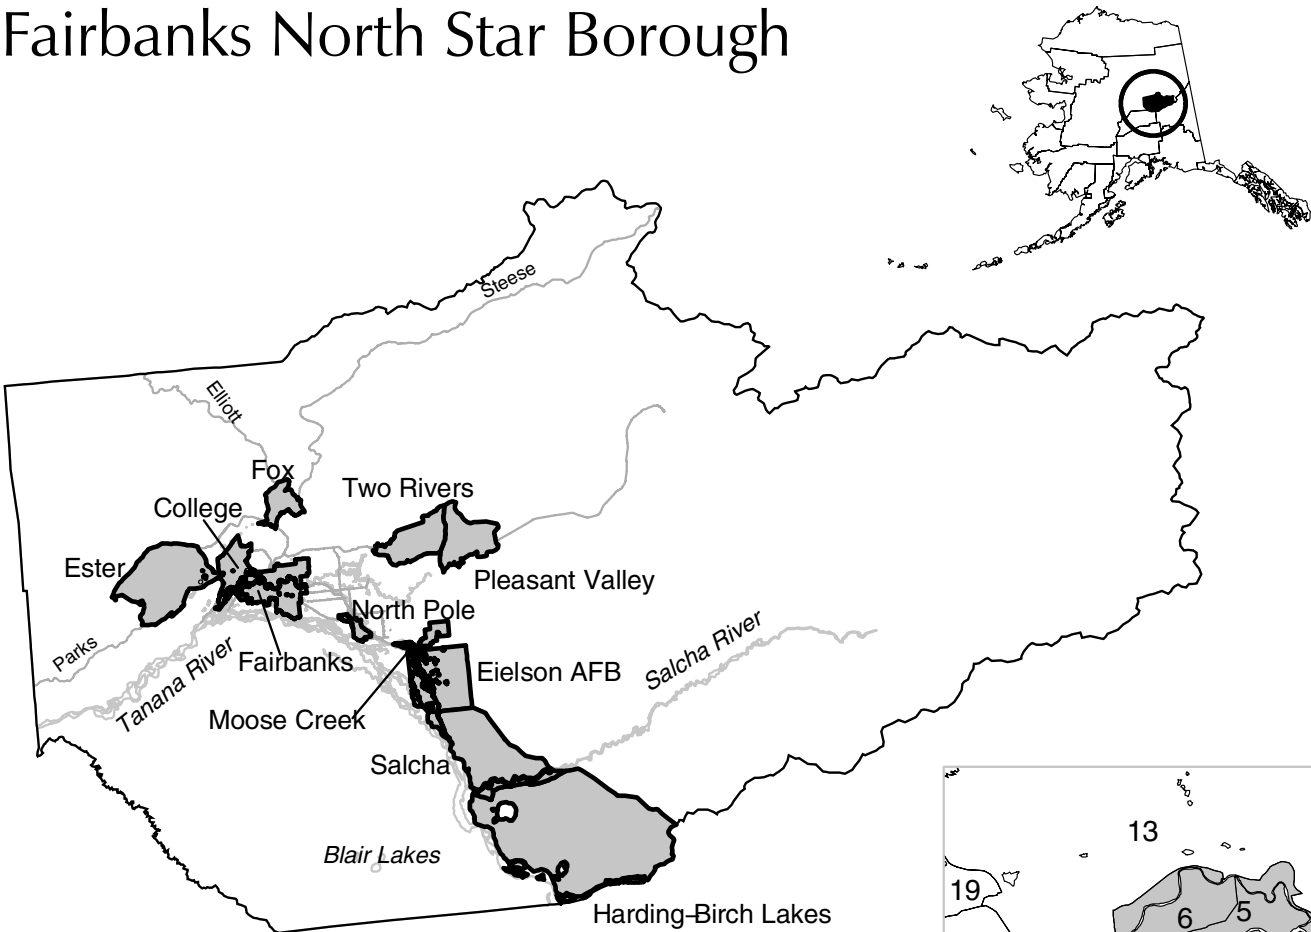 Fairbanks North Star Borough
Steese
Elliott
Fox
Two Rivers
College
Ester
Pleasant Valley
North Pole
Parks
Tanana River
Fairbanks
Eielson AFB
Salcha River
Moose Creek
Salcha
13
Blair Lakes
19
6
5
Harding–Birch Lakes